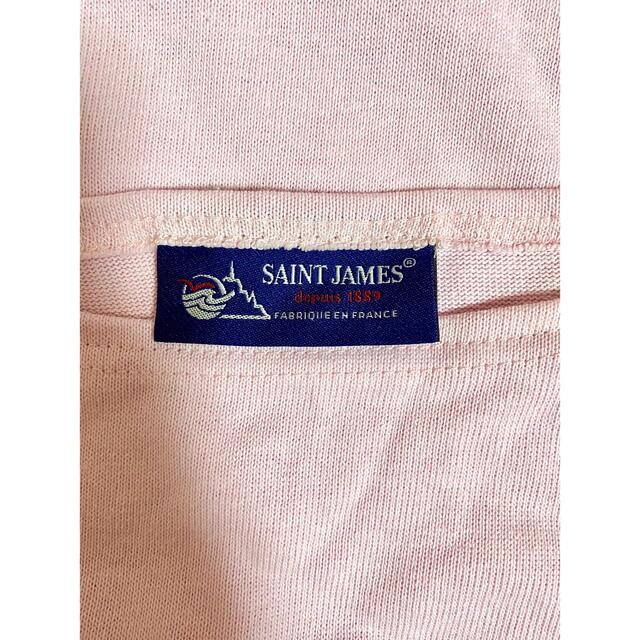 SAINT JAMES®
depuis 1889
FABRIQUE EN FRANCE